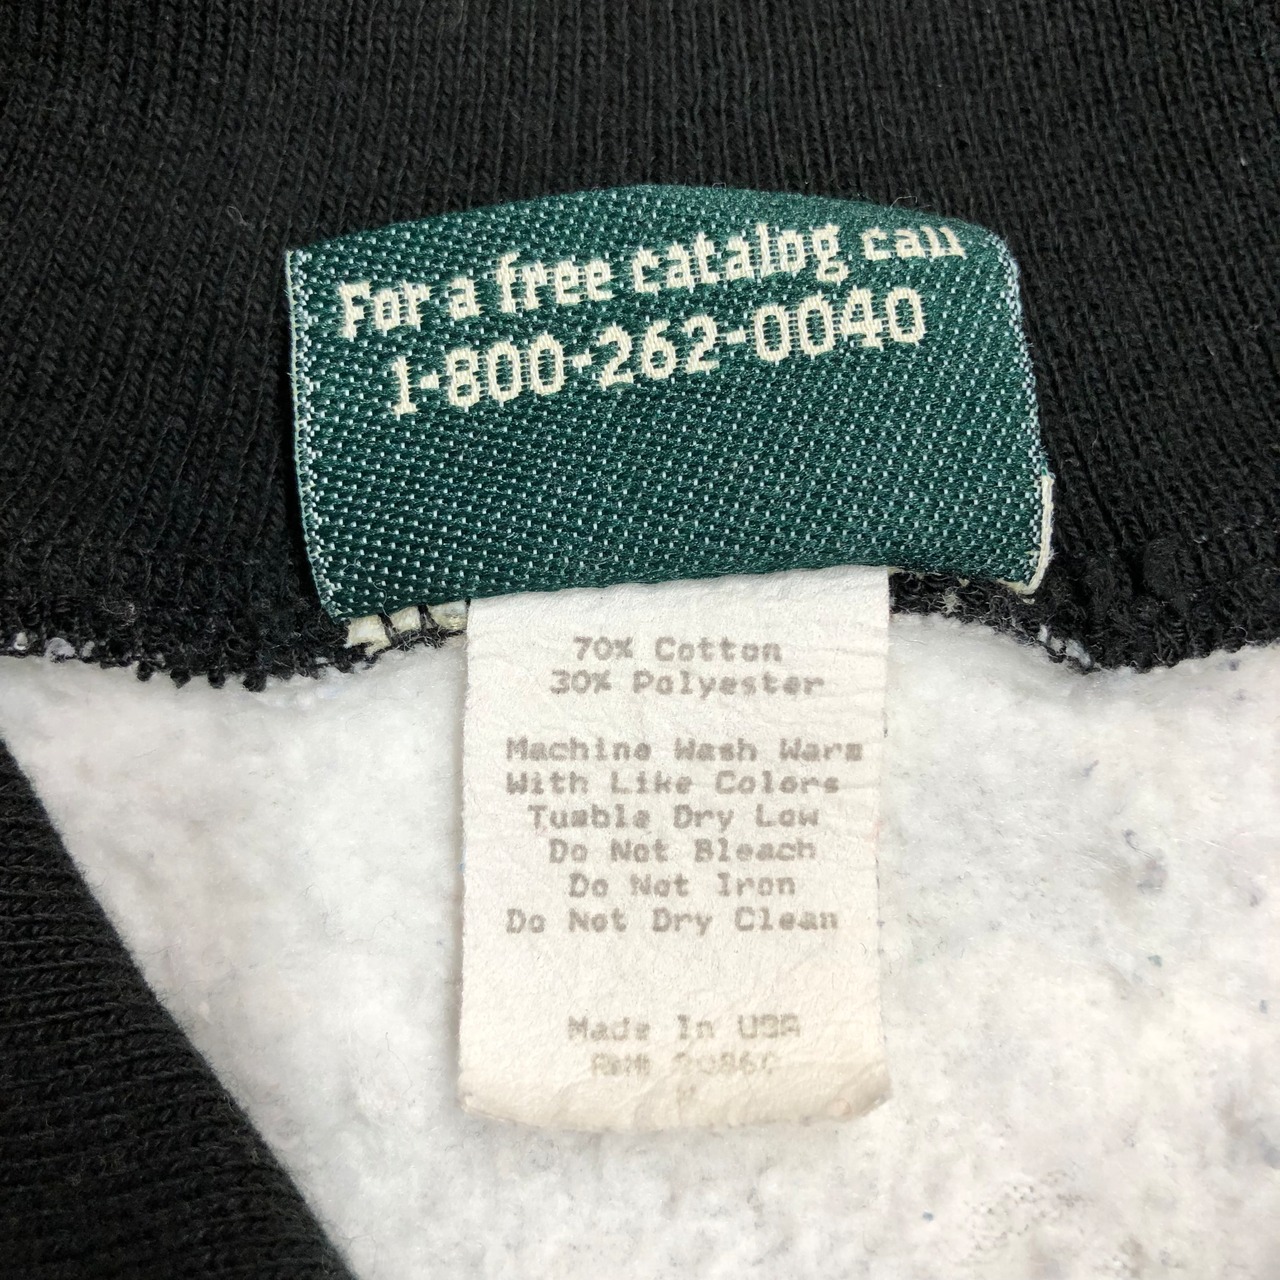 For a free catalog call
1-800-262-0040
70% Cotton
30% Polyester
Machine Wash Warm
With Like Colors
Tumble Dry Low
Do Not Bleach
Do Not Iron
Do Not Dry Clean
Made In USA
RN#